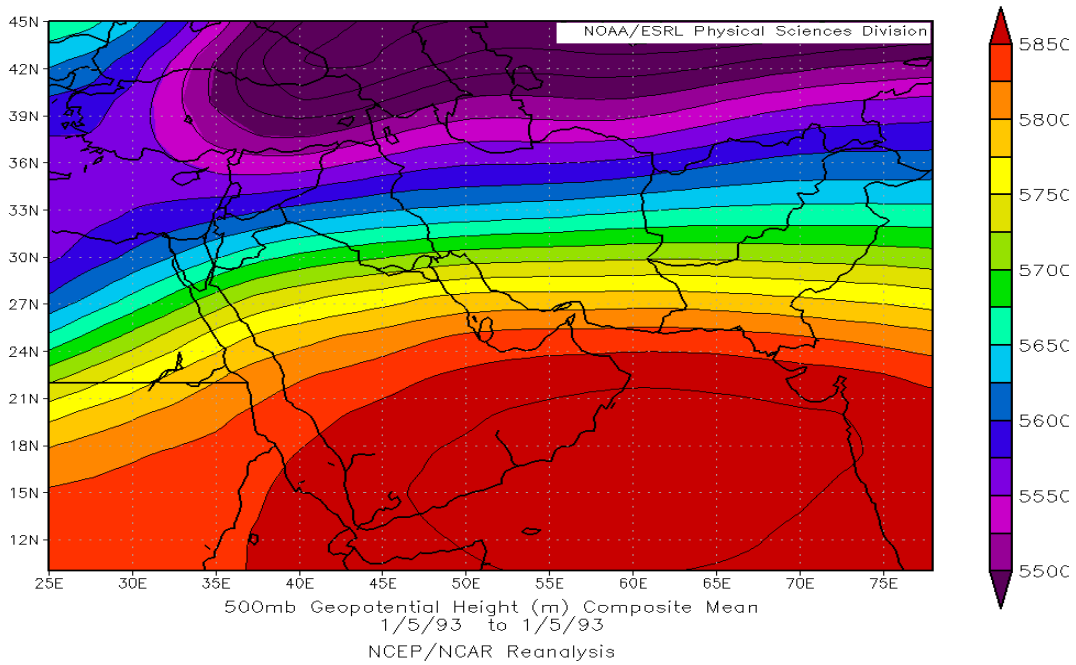 45N
NOAA/ESRL Physical Sciences Division
42N
39N
36N
33N
30N
27N
24N
21N
18N
15N
12N
25E 30E 35E 40E 45E 50E 55E 60E 65E 70E 75E
5850
5800
5750
5700
5650
5600
5550
5500
500mb Geopotential Height (m) Composite Mean
1/5/93 to 1/5/93
NCEP/NCAR Reanalysis